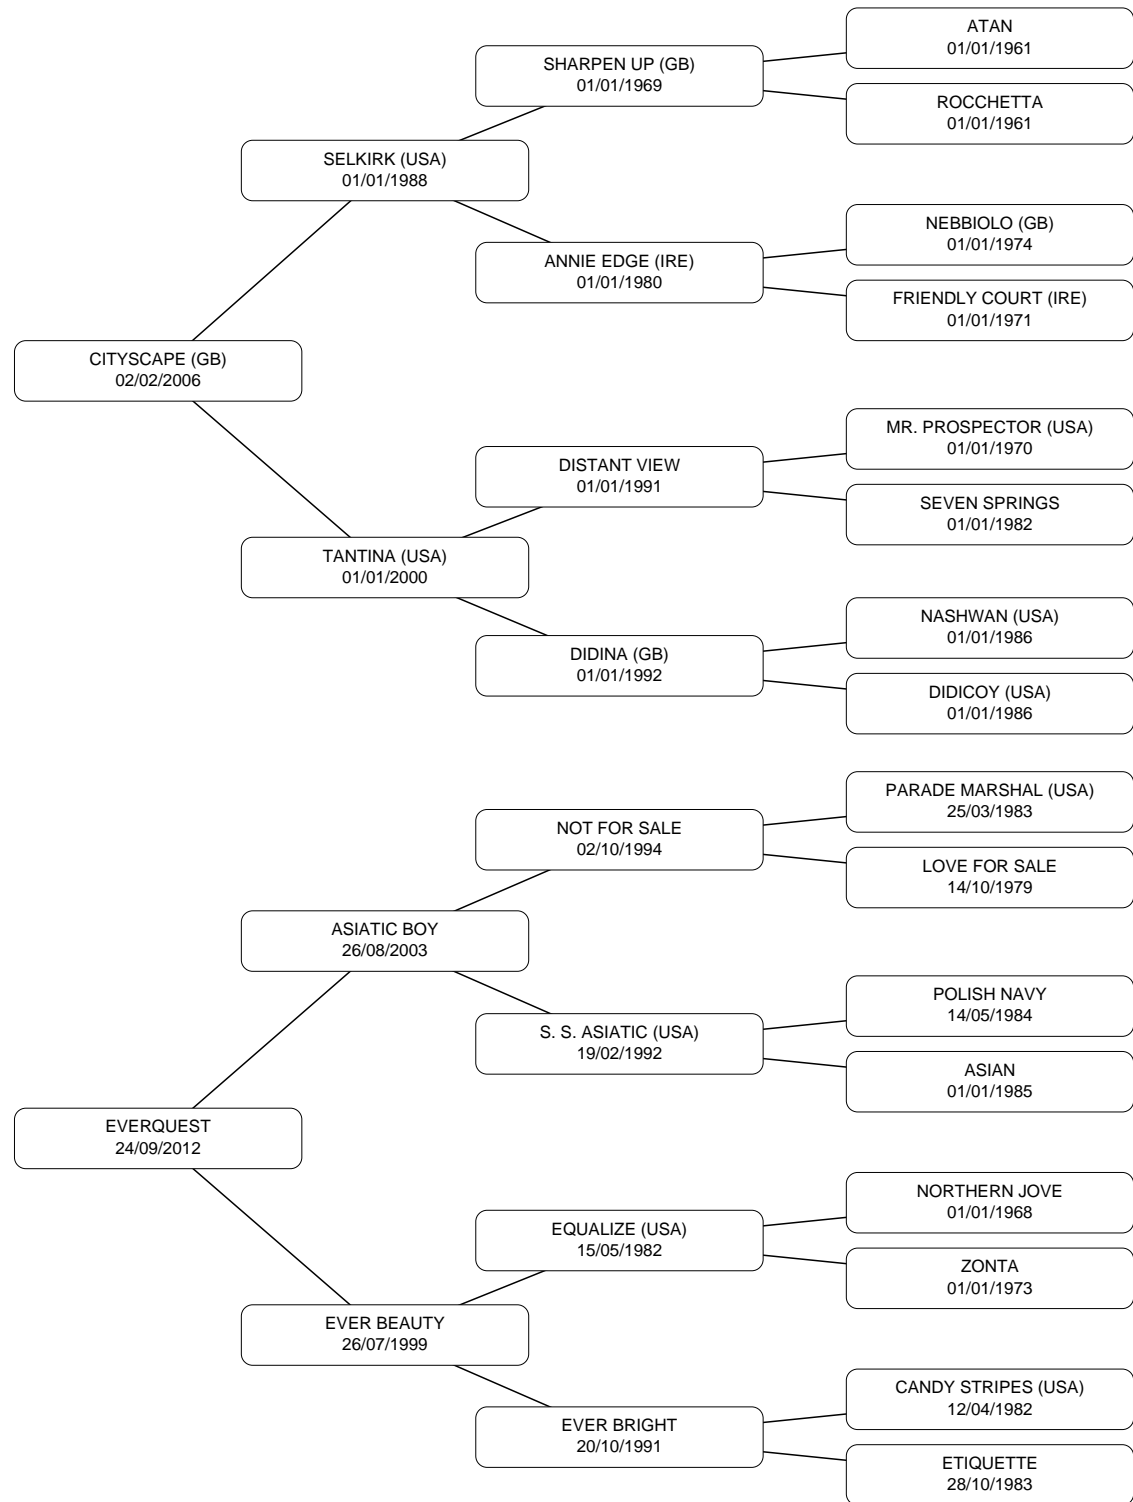 ATAN
01/01/1961
SHARPEN UP (GB)
01/01/1969
ROCCHETTA
01/01/1961
SELKIRK (USA)
01/01/1988
NEBBIOLO (GB)
01/01/1974
ANNIE EDGE (IRE)
01/01/1980
FRIENDLY COURT (IRE)
01/01/1971
CITYSCAPE (GB)
02/02/2006
MR. PROSPECTOR (USA)
01/01/1970
DISTANT VIEW
01/01/1991
SEVEN SPRINGS
01/01/1982
TANTINA (USA)
01/01/2000
NASHWAN (USA)
01/01/1986
DIDINA (GB)
01/01/1992
DIDICOY (USA)
01/01/1986
PARADE MARSHAL (USA)
25/03/1983
NOT FOR SALE
02/10/1994
LOVE FOR SALE
14/10/1979
ASIATIC BOY
26/08/2003
POLISH NAVY
14/05/1984
S. S. ASIATIC (USA)
19/02/1992
ASIAN
01/01/1985
EVERQUEST
24/09/2012
NORTHERN JOVE
01/01/1968
EQUALIZE (USA)
15/05/1982
ZONTA
01/01/1973
EVER BEAUTY
26/07/1999
CANDY STRIPES (USA)
12/04/1982
EVER BRIGHT
20/10/1991
ETIQUETTE
28/10/1983